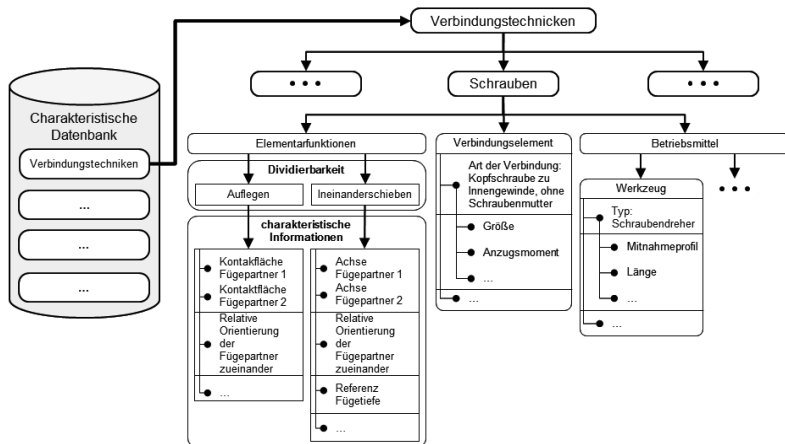 Verbindungstechnicken
• • •
Schrauben
• • •
Charakteristische
Datenbank
Verbindungstechniken
...
...
...
Elementarfunktionen
Verbindungselement
Betriebsmittel
Dividierbarkeit
Auflegen
Ineinanderschieben
charakteristische
Informationen
Kontakfläche
Fügepartner 1
Kontaktfläche
Fügepartner 2
Relative
Orientierung
der
Fügepartner
zueinander
...
Achse
Fügepartner 1
Achse
Fügepartner 2
Relative
Orientierung
der
Fügepartner
zueinander
Referenz
Fügetiefe
...
Art der Verbindung:
Kopfschraube zu
Innengewinde, ohne
Schraubenmutter
Größe
Anzugsmoment
...
...
Werkzeug
Typ:
Schraubendreher
Mitnahmeprofil
Länge
...
...
• • •